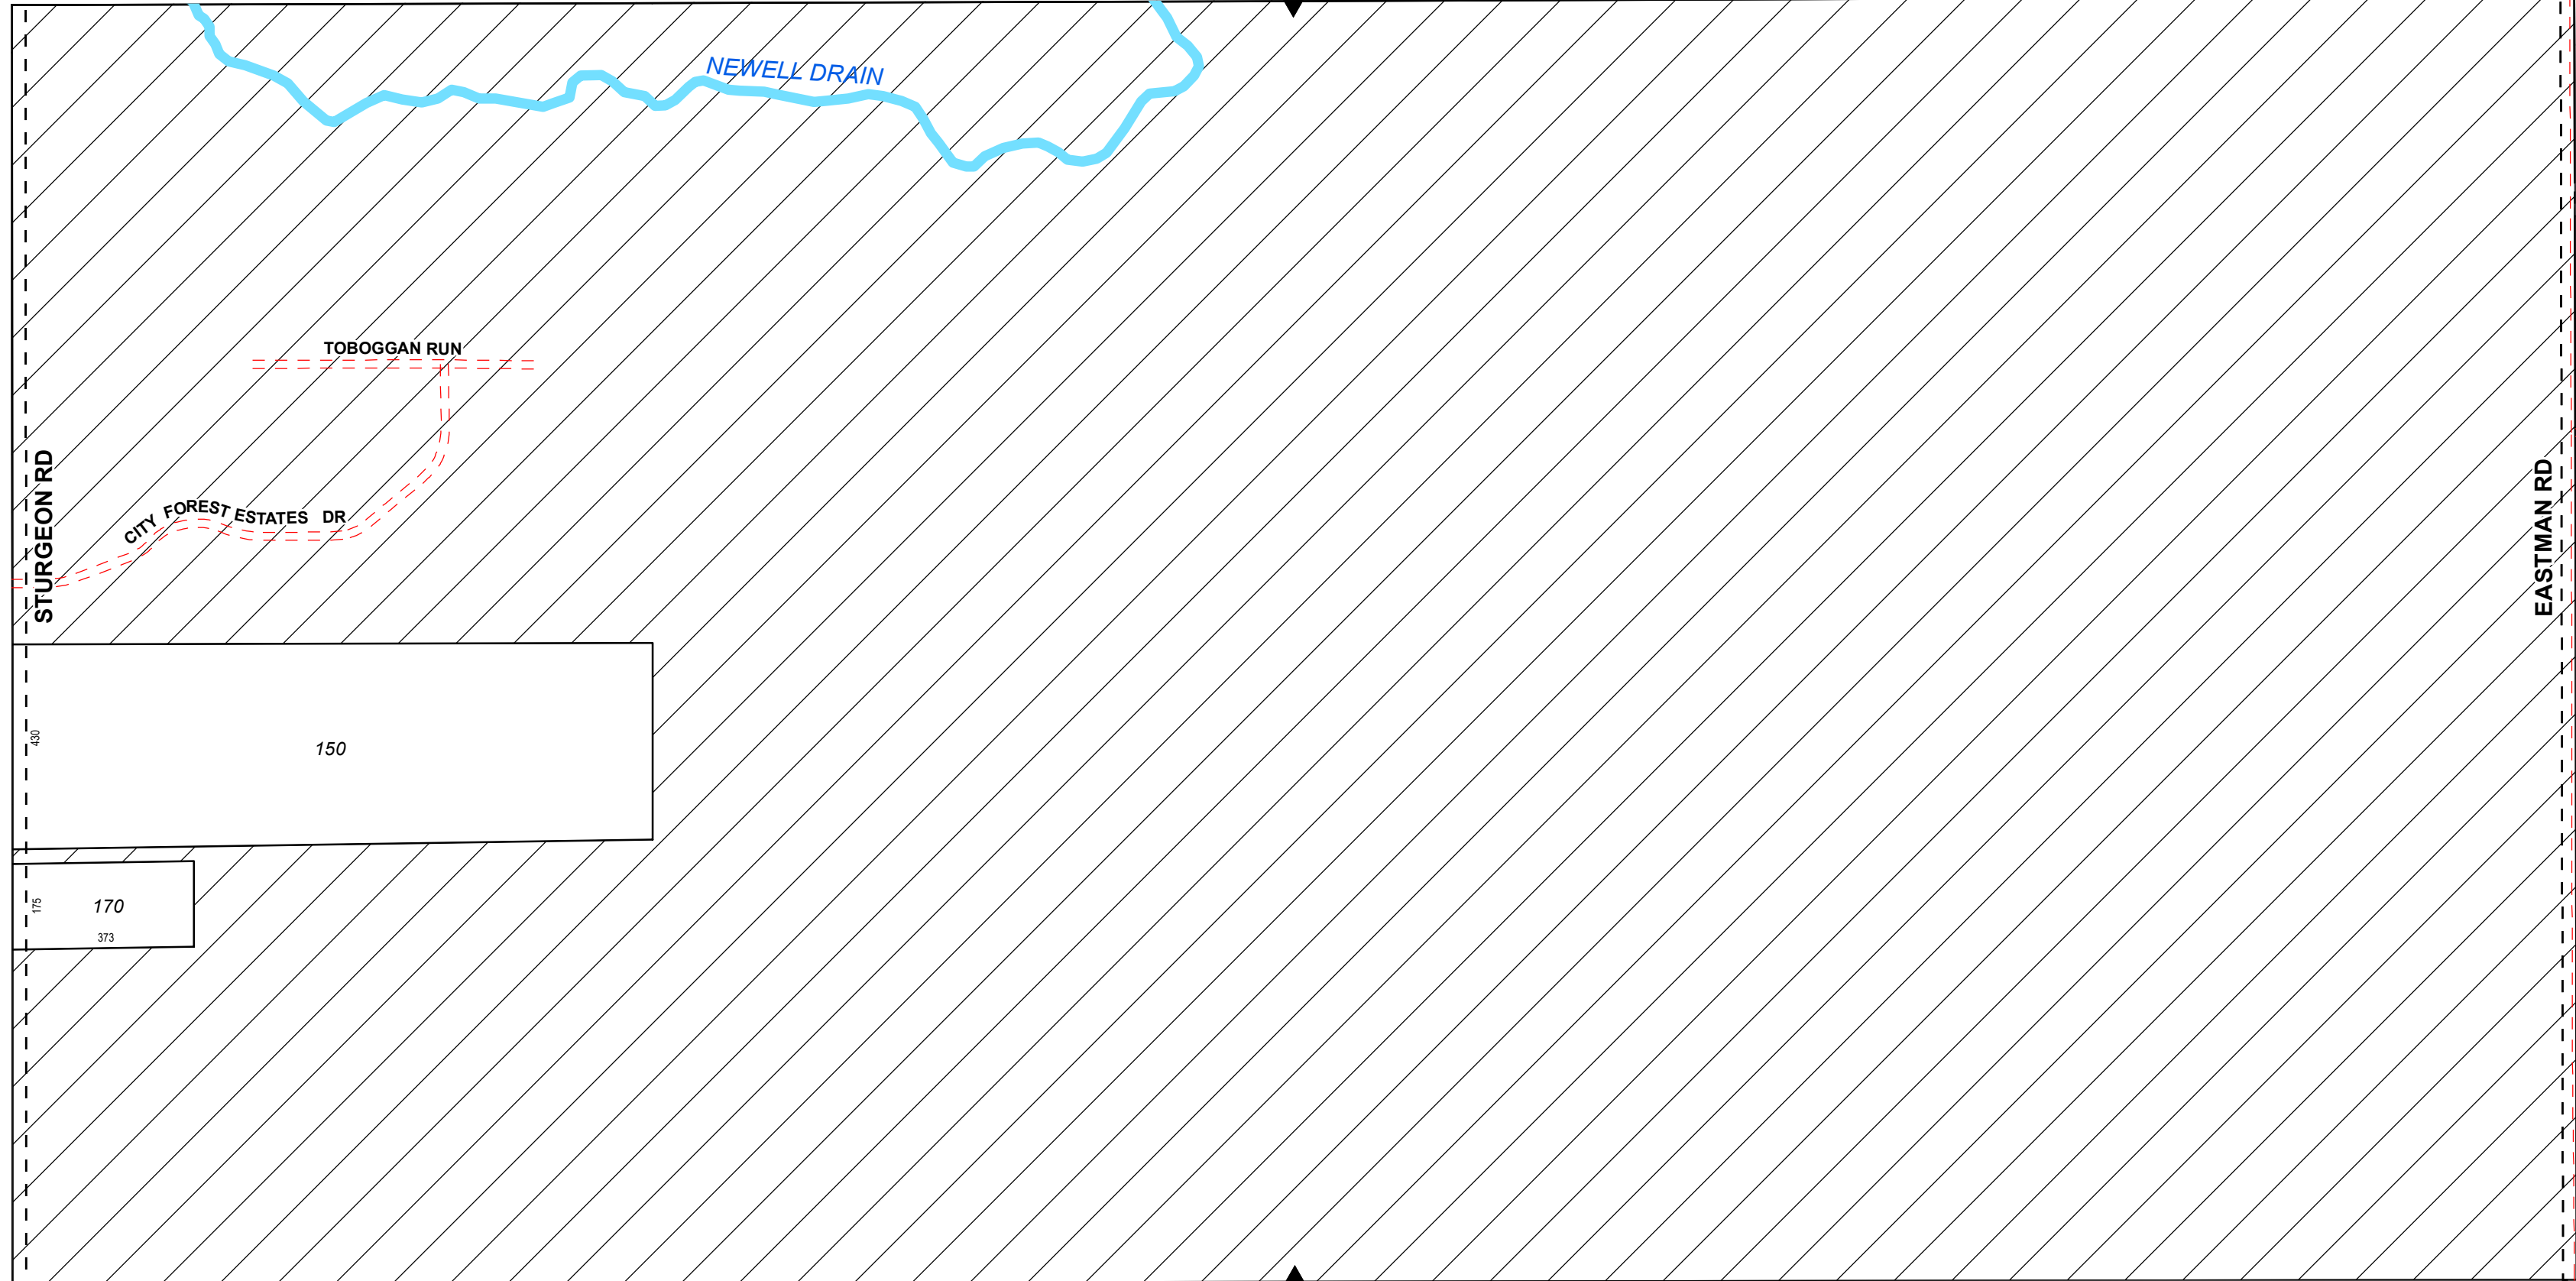 NEWELL DRAIN
TOBOGGAN RUN
CITY FOREST ESTATES DR
STURGEON RD
EASTMAN RD
430
150
175
170
373